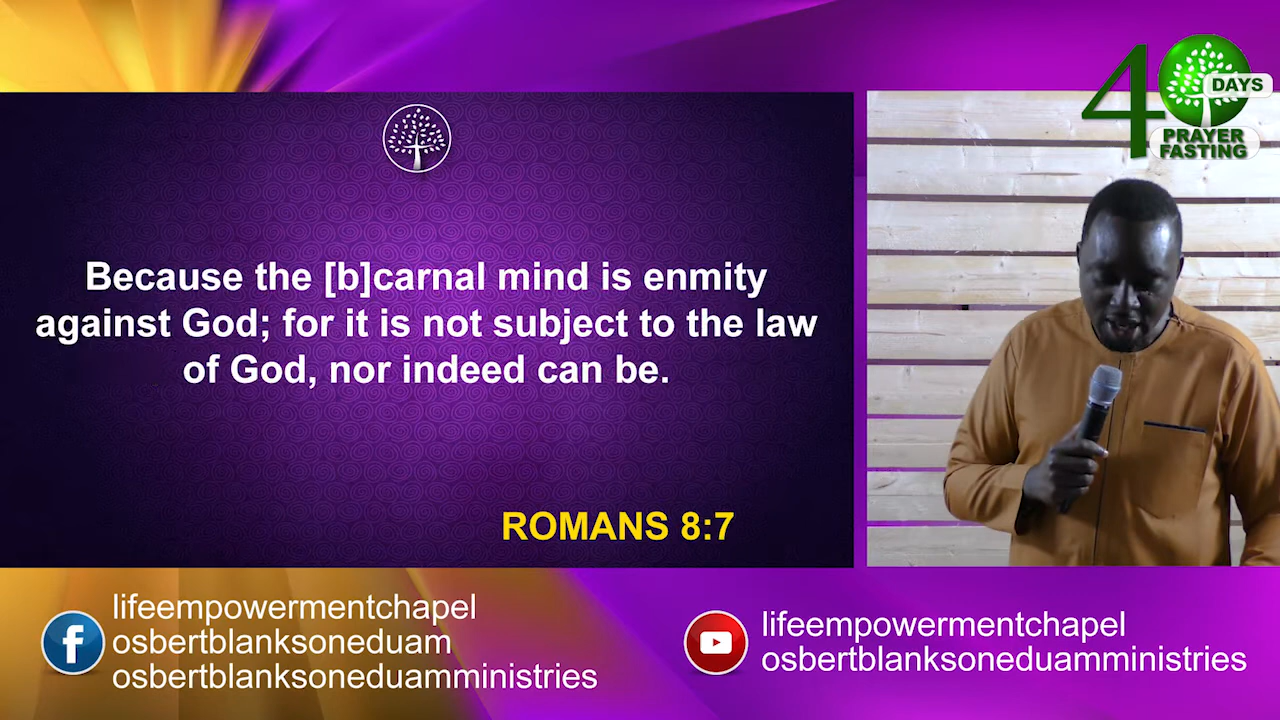 40
DAYS
PRAYER
FASTING
Because the [b]carnal mind is enmity
against God; for it is not subject to the law
of God, nor indeed can be.
ROMANS 8:7
lifeempowermentchapel
osbertblanksoneduam
osbertblanksoneduamministries
lifeempowermentchapel
osbertblanksoneduamministries